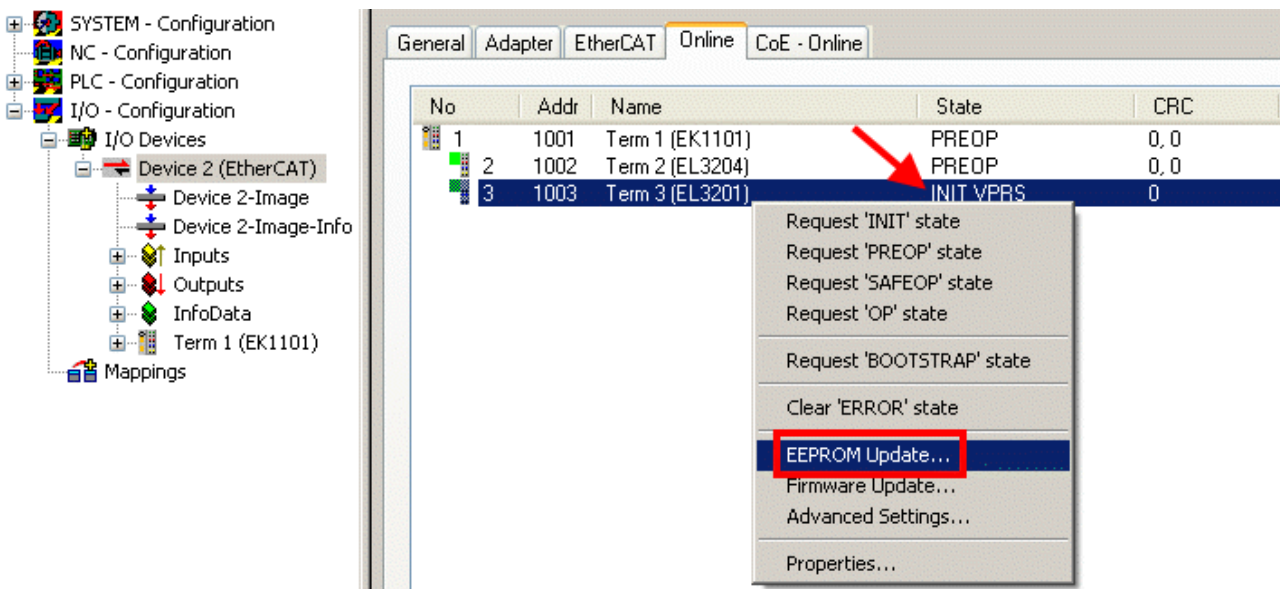 SYSTEM - Configuration
NC - Configuration
PLC - Configuration
I/O - Configuration
I/O Devices
Device 2 (EtherCAT)
Device 2-Image
Device 2-Image-Info
Inputs
Outputs
InfoData
Term 1 (EK1101)
Mappings
General Adapter EtherCAT Online CoE - Online
No Addr Name State CRC
1 1001 Term 1 (EK1101) PREOP 0, 0
2 1002 Term 2 (EL3204) PREOP 0, 0
3 1003 Term 3 (EL3201) INIT VPRS 0
Request 'INIT' state
Request 'PREOP' state
Request 'SAFEOP' state
Request 'OP' state
Request 'BOOTSTRAP' state
Clear 'ERROR' state
EEPROM Update...
Firmware Update...
Advanced Settings...
Properties...